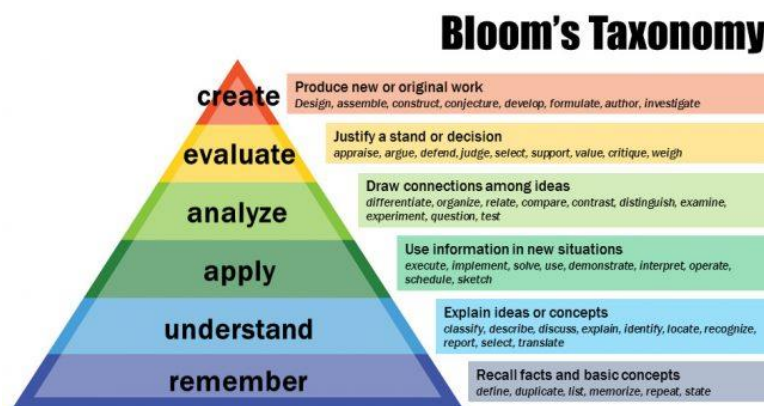 Bloom's Taxonomy
create
Produce new or original work
Design, assemble, construct, conjecture, develop, formulate, author, investigate
evaluate
Justify a stand or decision
appraise, argue, defend, judge, select, support, value, critique, weigh
analyze
Draw connections among ideas
differentiate, organize, relate, compare, contrast, distinguish, examine,
experiment, question, test
apply
Use information in new situations
execute, implement, solve, use, demonstrate, interpret, operate,
schedule, sketch
understand
Explain ideas or concepts
classify, describe, discuss, explain, identify, locate, recognize,
report, select, translate
remember
Recall facts and basic concepts
define, duplicate, list, memorize, repeat, state